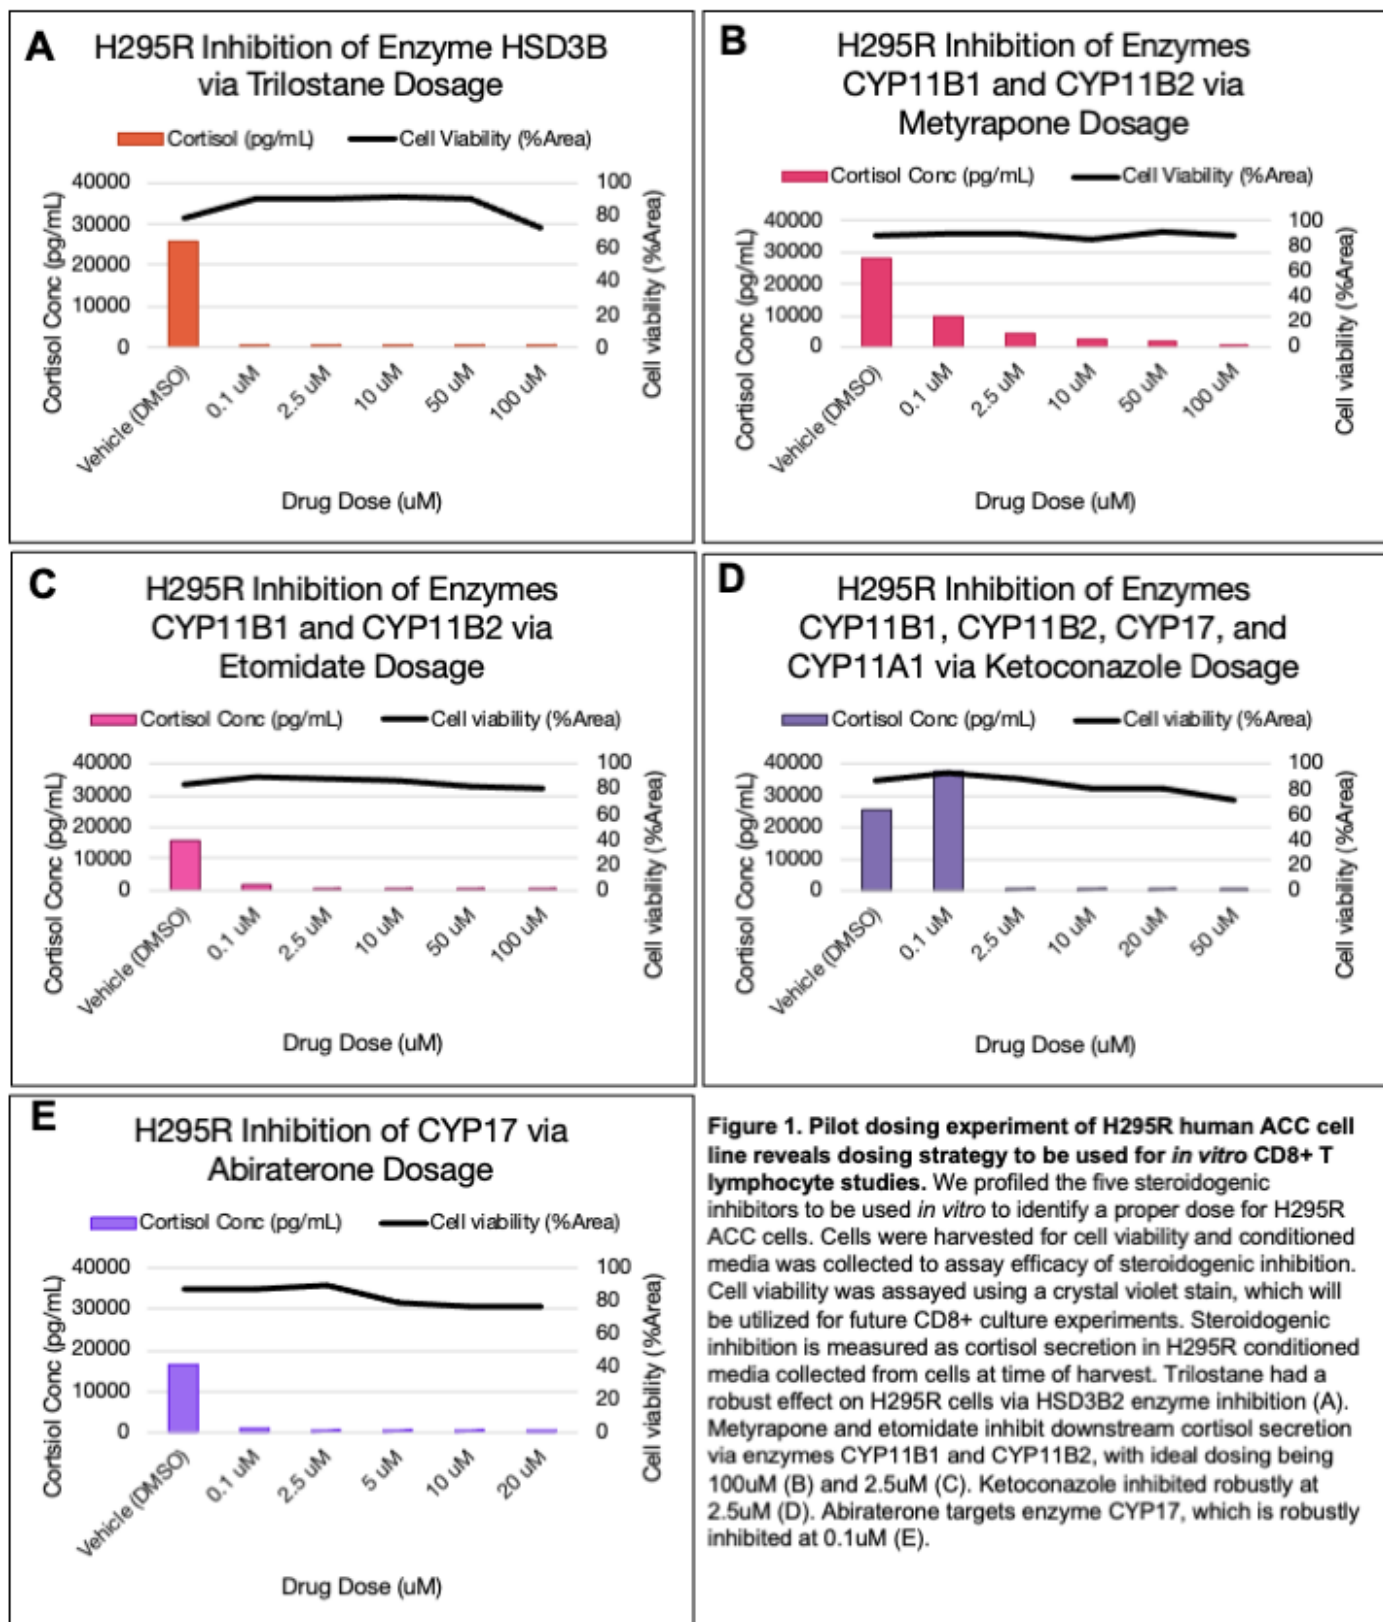 A
H295R Inhibition of Enzyme HSD3B
via Trilostane Dosage
Cortisol (pg/mL)
Cell Viability (%Area)
Cortisol Conc (pg/mL)
40000
30000
20000
10000
0
100
80
60
40
20
0
Cell viability (%Area)
Vehicle (DMSO)
0.1 uM
2.5 uM
10 uM
50 uM
100 uM
Drug Dose (uM)
B
H295R Inhibition of Enzymes
CYP11B1 and CYP11B2 via
Metyrapone Dosage
Cortisol Conc (pg/mL)
Cell Viability (%Area)
Cortisol Conc (pg/mL)
40000
30000
20000
10000
0
100
80
60
40
20
0
Cell viability (%Area)
Vehicle (DMSO)
0.1 uM
2.5 uM
10 uM
50 uM
100 uM
Drug Dose (uM)
C
H295R Inhibition of Enzymes
CYP11B1 and CYP11B2 via
Etomidate Dosage
Cortisol Conc (pg/mL)
Cell viability (%Area)
Cortisol Conc (pg/mL)
40000
30000
20000
10000
0
100
80
60
40
20
0
Cell viability (%Area)
Vehicle (DMSO)
0.1 uM
2.5 uM
10 uM
50 uM
100 uM
Drug Dose (uM)
D
H295R Inhibition of Enzymes
CYP11B1, CYP11B2, CYP17, and
CYP11A1 via Ketoconazole Dosage
Cortisol Conc (pg/mL)
Cell viability (%Area)
Cortisol Conc (pg/mL)
40000
30000
20000
10000
0
100
80
60
40
20
0
Cell viability (%Area)
Vehicle (DMSO)
0.1 uM
2.5 uM
10 uM
20 uM
50 uM
Drug Dose (uM)
E
H295R Inhibition of CYP17 via
Abiraterone Dosage
Cortisol Conc (pg/mL)
Cell viability (%Area)
Cortsiol Conc (pg/mL)
40000
30000
20000
10000
0
100
80
60
40
20
0
Cell viability (%Area)
Vehicle (DMSO)
0.1 uM
2.5 uM
5 uM
10 uM
20 uM
Drug Dose (uM)
Figure 1. Pilot dosing experiment of H295R human ACC cell
line reveals dosing strategy to be used for in vitro CD8+ T
lymphocyte studies. We profiled the five steroidogenic
inhibitors to be used in vitro to identify a proper dose for H295R
ACC cells. Cells were harvested for cell viability and conditioned
media was collected to assay efficacy of steroidogenic inhibition.
Cell viability was assayed using a crystal violet stain, which will
be utilized for future CD8+ culture experiments. Steroidogenic
inhibition is measured as cortisol secretion in H295R conditioned
media collected from cells at time of harvest. Trilostane had a
robust effect on H295R cells via HSD3B2 enzyme inhibition (A).
Metyrapone and etomidate inhibit downstream cortisol secretion
via enzymes CYP11B1 and CYP11B2, with ideal dosing being
100uM (B) and 2.5uM (C). Ketoconazole inhibited robustly at
2.5uM (D). Abiraterone targets enzyme CYP17, which is robustly
inhibited at 0.1uM (E).